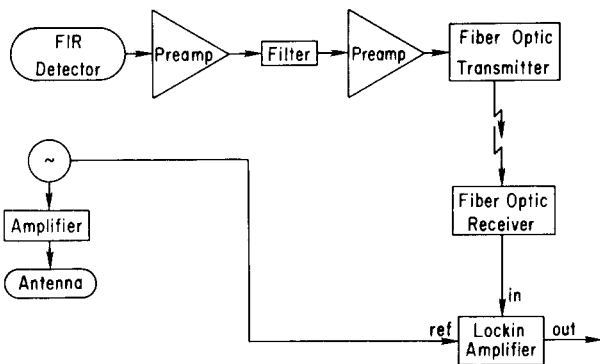 FIR
Detector
Preamp
Filter
Preamp
Fiber Optic
Transmitter
~
Amplifier
Antenna
Fiber Optic
Receiver
in
ref
Lockin
Amplifier
out